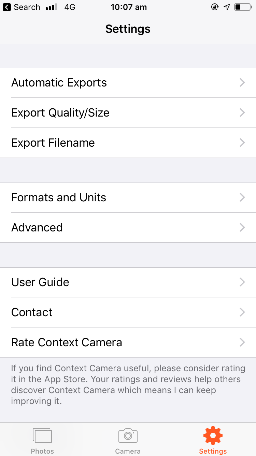 Search 4G 10:07 am
Settings
Automatic Exports
Export Quality/Size
Export Filename
Formats and Units
Advanced
User Guide
Contact
Rate Context Camera
If you find Context Camera useful, please consider rating
it in the App Store. Your ratings and reviews help others
discover Context Camera which means I can keep
improving it.
Photos Camera Settings